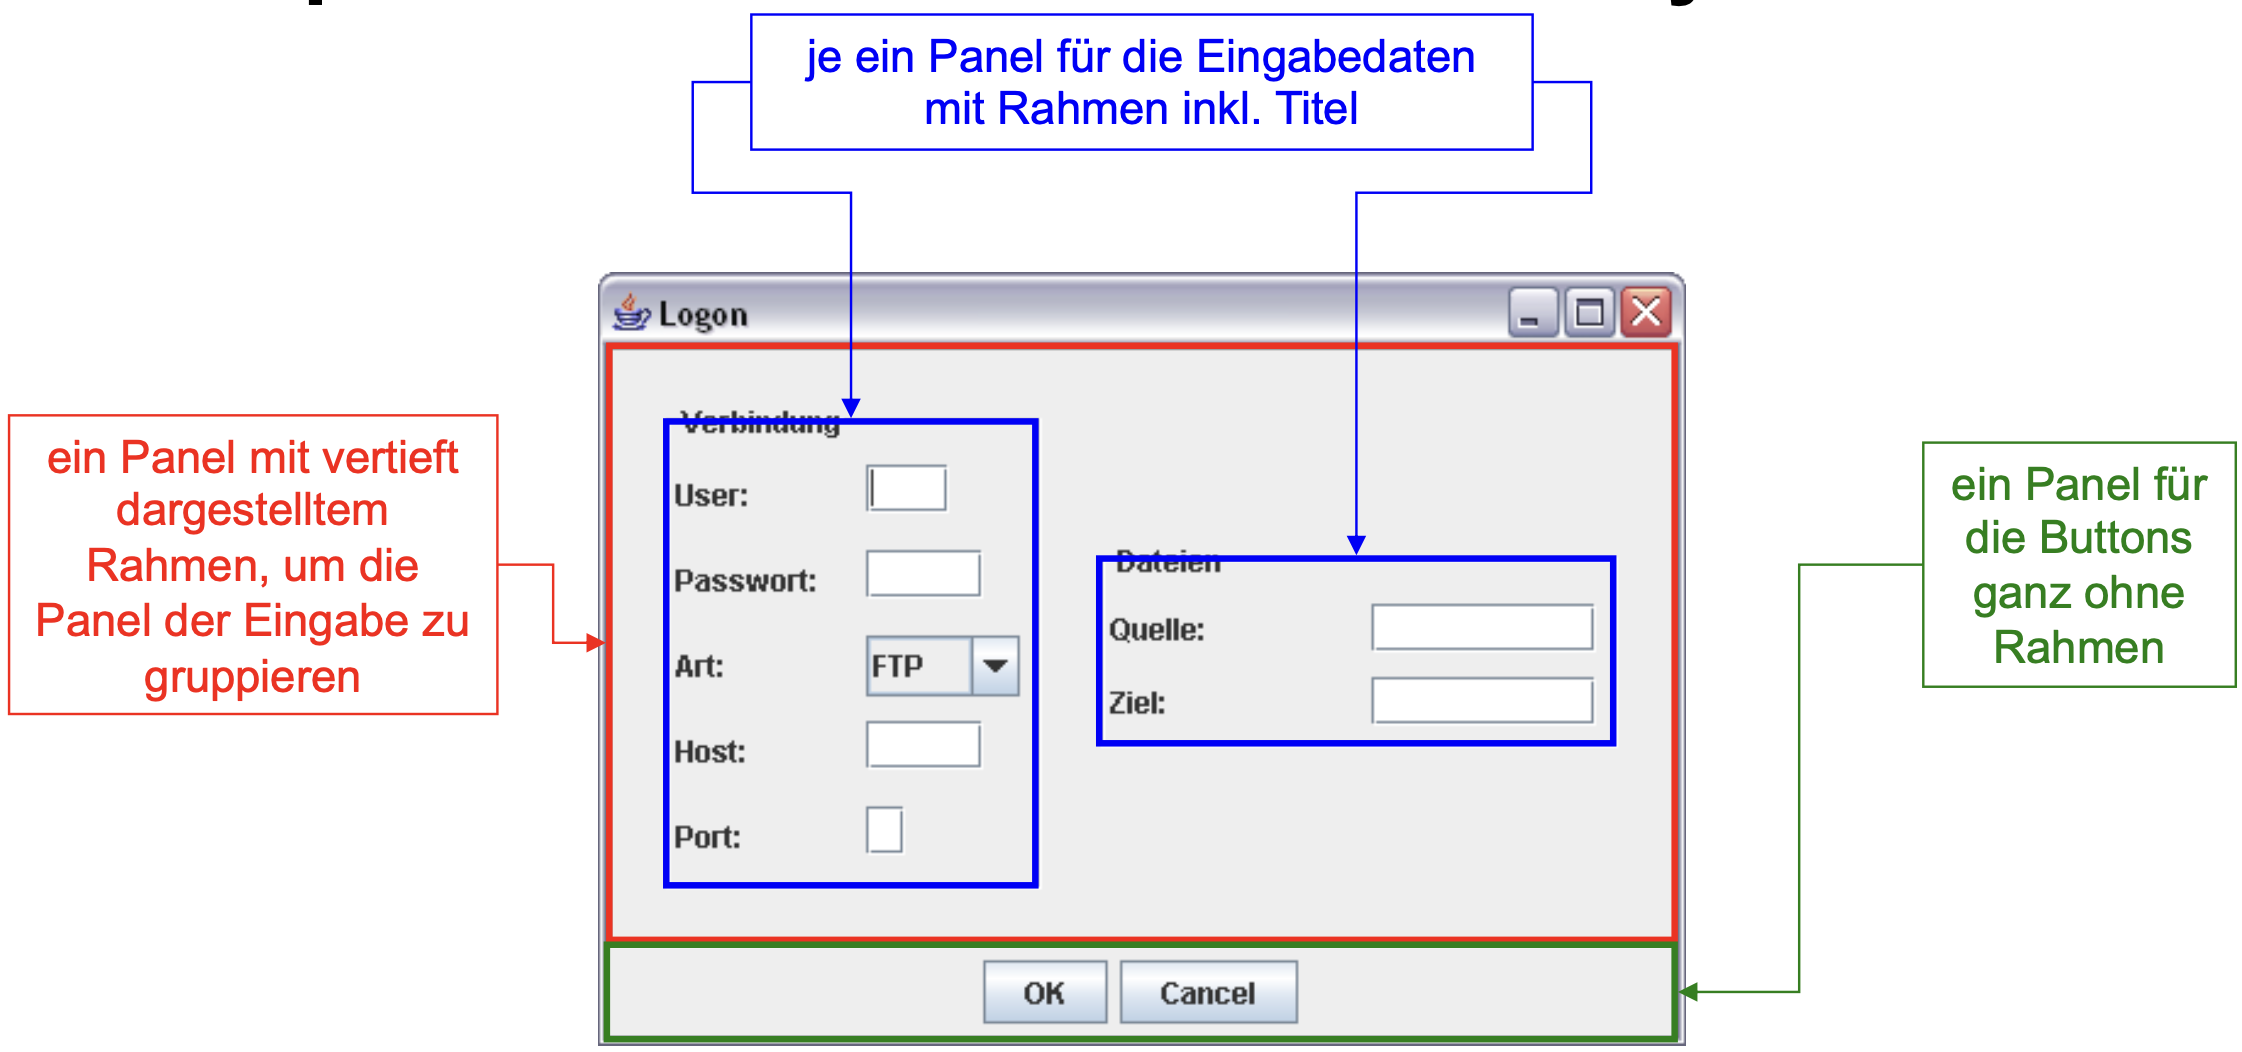 je ein Panel für die Eingabedaten
mit Rahmen inkl. Titel
Logon
ein Panel mit vertieft
dargestelltem
Rahmen, um die
Panel der Eingabe zu
gruppieren
Verbindung
User:
Passwort:
Art:
FTP
Host:
Port:
Dateien
Quelle:
Ziel:
ein Panel für
die Buttons
ganz ohne
Rahmen
OK
Cancel